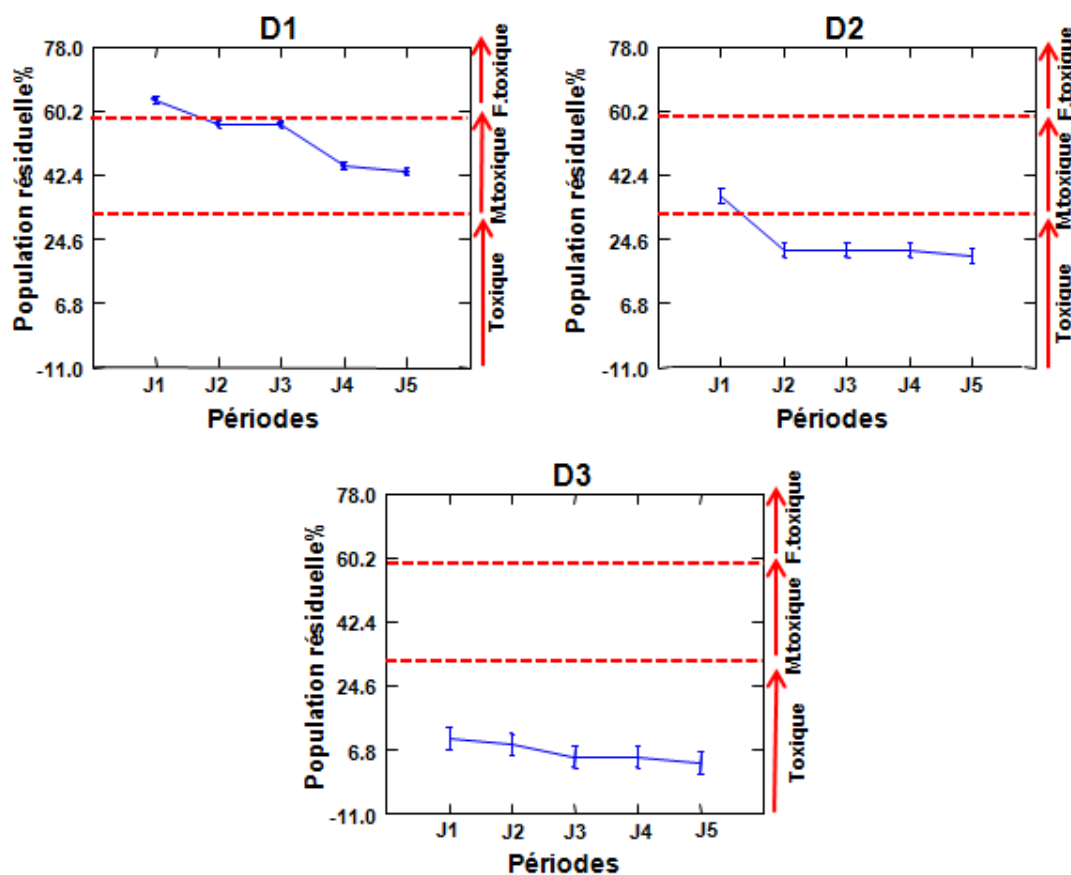 D1
Population résiduelle%
78.0
60.2
42.4
24.6
6.8
-11.0
J1 J2 J3 J4 J5
Périodes
F.toxique
M.toxique
Toxique
D2
Population résiduelle%
78.0
60.2
42.4
24.6
6.8
-11.0
J1 J2 J3 J4 J5
Périodes
F.toxique
M.toxique
Toxique
D3
Population résiduelle%
78.0
60.2
42.4
24.6
6.8
-11.0
J1 J2 J3 J4 J5
Périodes
F.toxique
M.toxique
Toxique